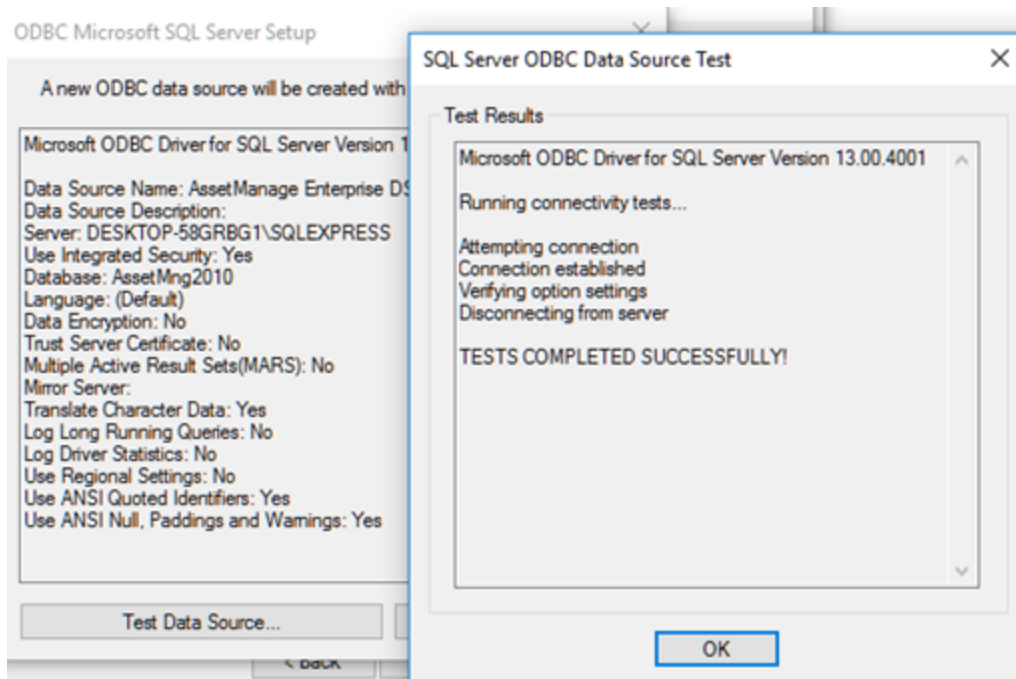 ODBC Microsoft SQL Server Setup
A new ODBC data source will be created with
Microsoft ODBC Driver for SQL Server Version 1
Data Source Name: AssetManage Enterprise DS
Data Source Description:
Server: DESKTOP-58GRBG1\SQLEXPRESS
Use Integrated Security: Yes
Database: AssetMng2010
Language: (Default)
Data Encryption: No
Trust Server Certificate: No
Multiple Active Result Sets(MARS): No
Mirror Server:
Translate Character Data: Yes
Log Long Running Queries: No
Log Driver Statistics: No
Use Regional Settings: No
Use ANSI Quoted Identifiers: Yes
Use ANSI Null, Paddings and Warnings: Yes
Test Data Source...
< Back
SQL Server ODBC Data Source Test
Test Results
Microsoft ODBC Driver for SQL Server Version 13.00.4001
Running connectivity tests...
Attempting connection
Connection established
Verifying option settings
Disconnecting from server
TESTS COMPLETED SUCCESSFULLY!
OK